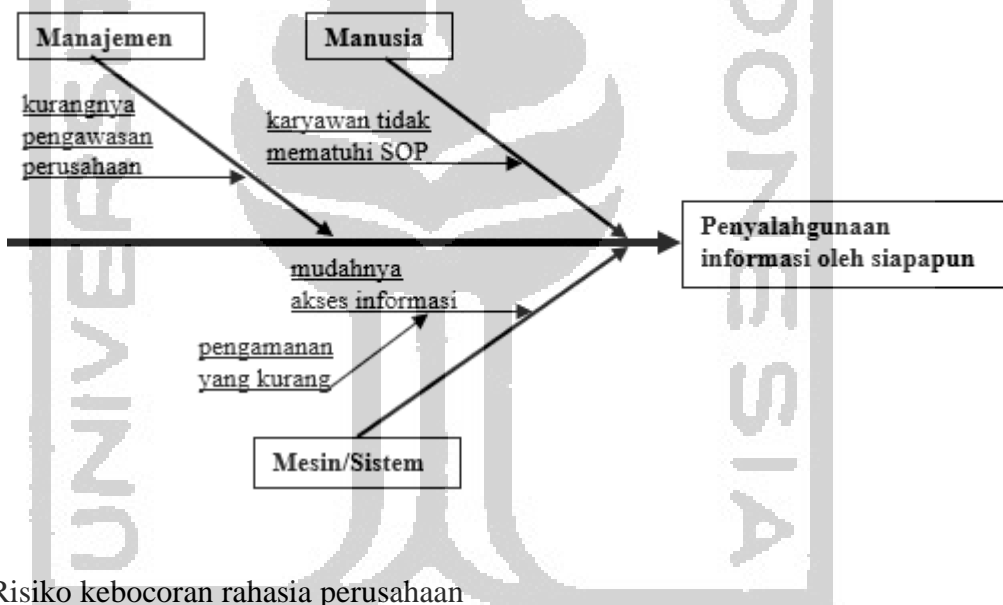 Manajemen
Manusia
kurangnya
pengawasan
perusahaan
karyawan tidak
mematuhi SOP
Penyalahgunaan
informasi oleh siapapun
mudahnya
akses informasi
pengamanan
yang kurang
Mesin/Sistem
Risiko kebocoran rahasia perusahaan